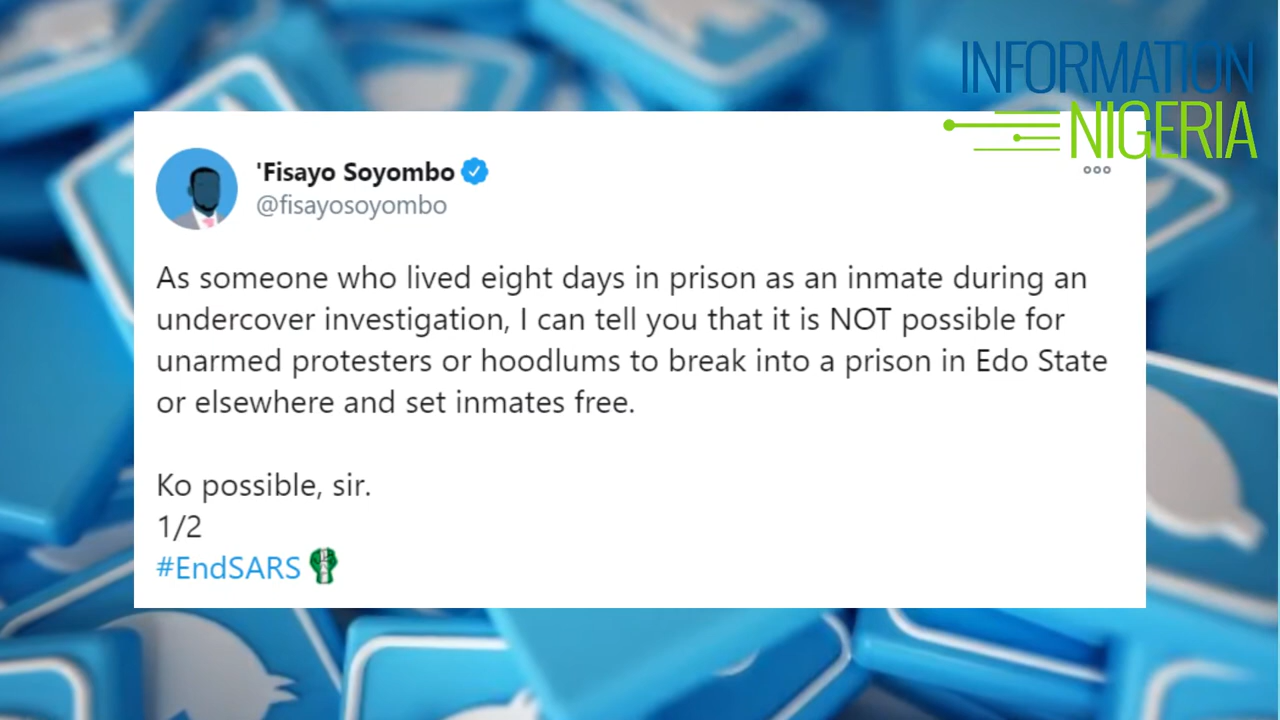 INFORMATION
NIGERIA
'Fisayo Soyombo
@fisayosoyombo
As someone who lived eight days in prison as an inmate during an
undercover investigation, I can tell you that it is NOT possible for
unarmed protesters or hoodlums to break into a prison in Edo State
or elsewhere and set inmates free.
Ko possible, sir.
1/2
#EndSARS